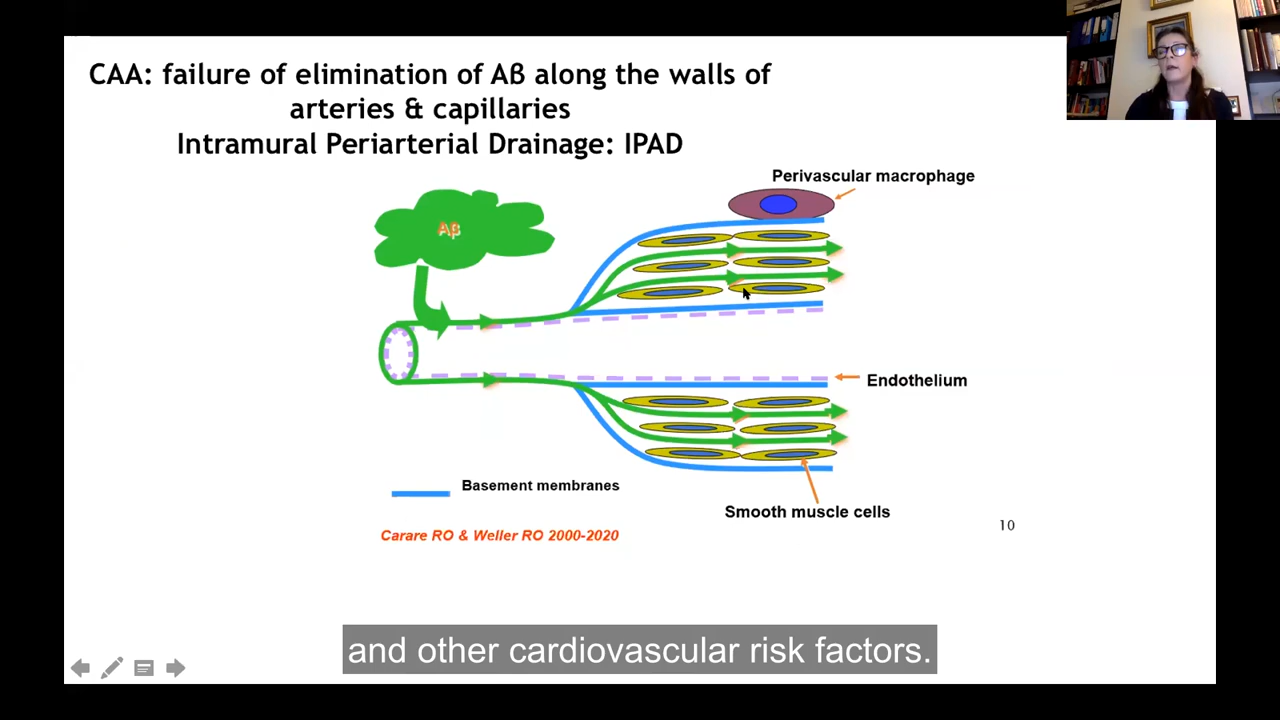 CAA: failure of elimination of Aß along the walls of
arteries & capillaries
Intramural Periarterial Drainage: IPAD
Perivascular macrophage
Aβ
Endothelium
Basement membranes
Smooth muscle cells
Carare RO & Weller RO 2000-2020
10
and other cardiovascular risk factors.